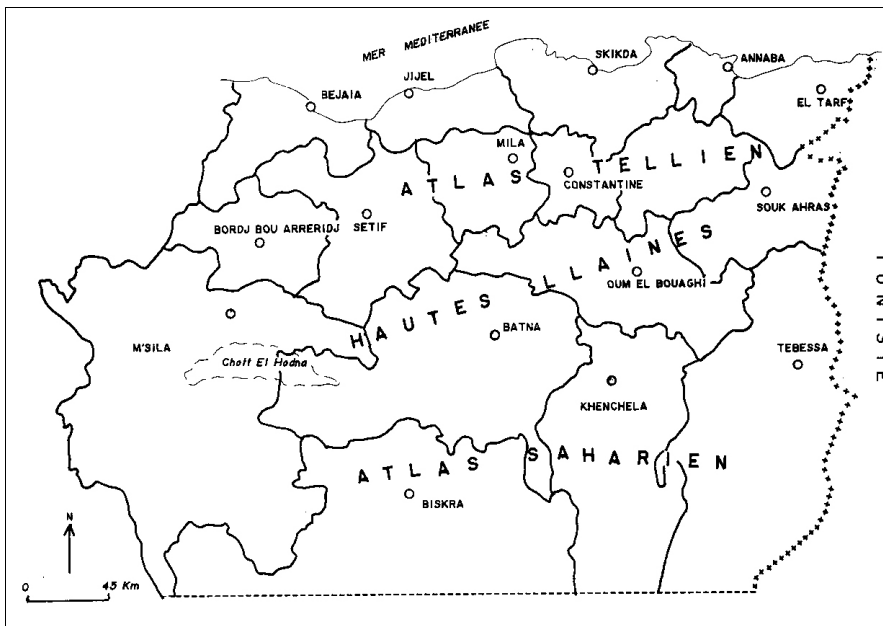 MER MEDITERRANEE
SKIKDA
ANNABA
JIJEL
BEJAIA
EL TARF
MILA
ATLAS TELLIEN
CONSTANTINE
SOUK AHRAS
BORDJ BOU ARRERIDJ
SETIF
HAUTES LLAINES
OUM EL BOUAGHI
TUNISIE
BATNA
M'SILA
Chott El Hodna
TEBESSA
KHENCHELA
ATLAS SAHARIEN
BISKRA
N
0 45 Km